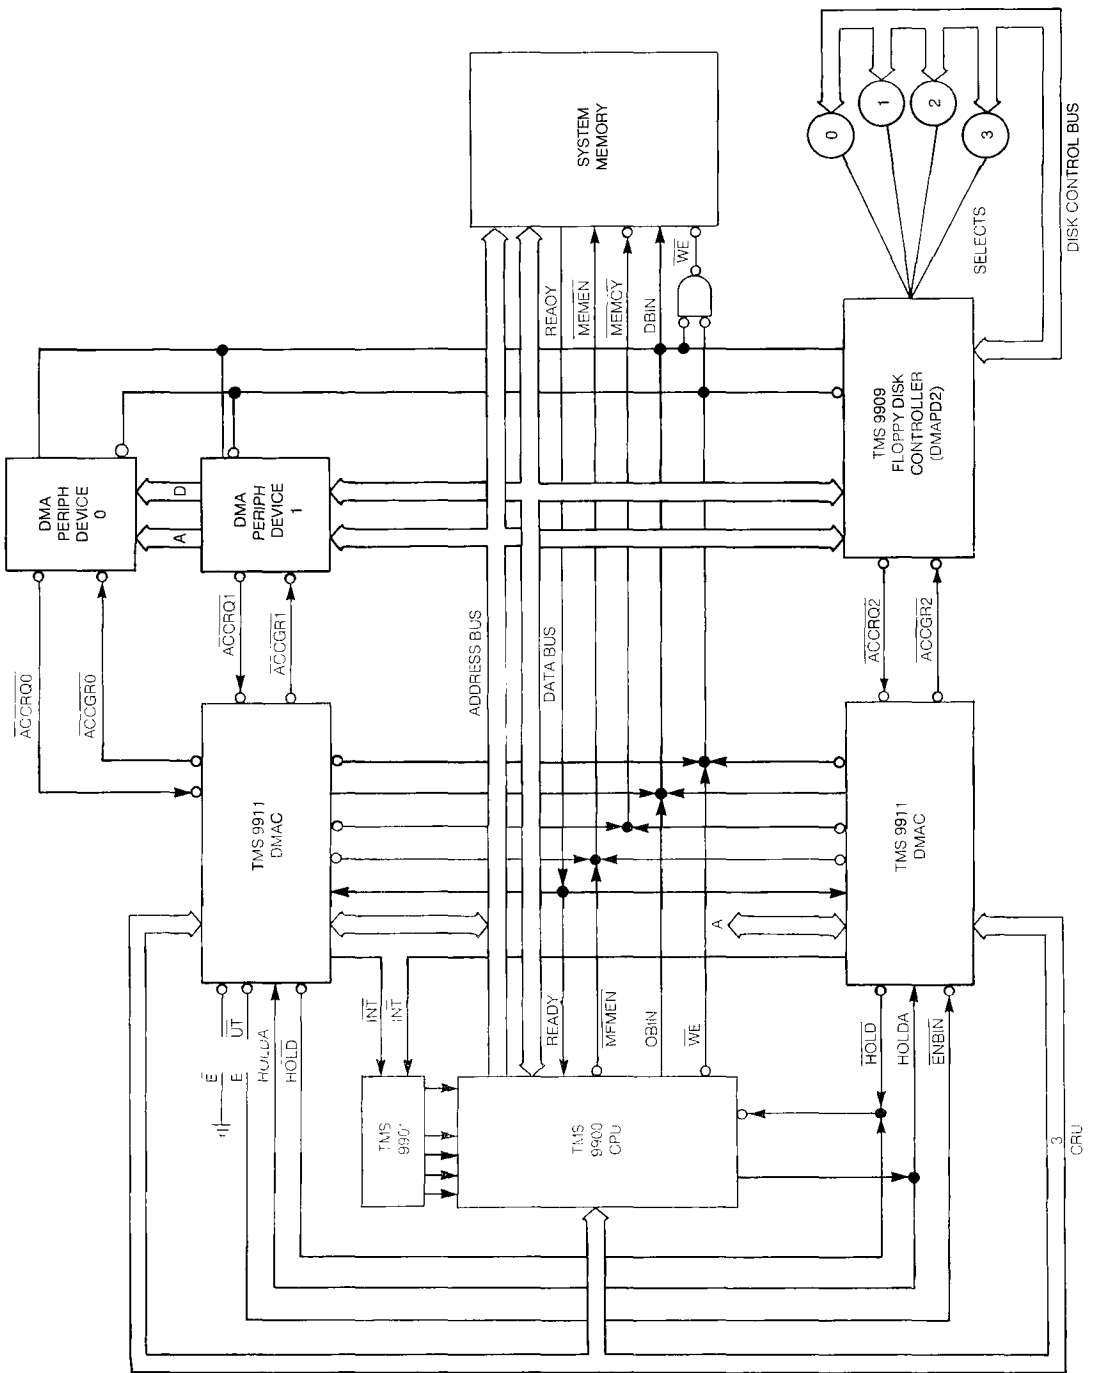 0
1
2
3
DISK CONTROL BUS
SELECTS
SYSTEM
MEMORY
READY
MEMEN
MEMCY
DBIN
WE
TMS 9909
FLOPPY DISK
CONTROLLER
(DMAPD2)
DMA
PERIPH
DEVICE
0
D
A
DMA
PERIPH
DEVICE
1
ACCRQ0
ACCGR0
ACCRQ1
ACCGR1
ADDRESS BUS
DATA BUS
ACCRQ2
ACCGR2
TMS 9911
DMAC
TMS 9911
DMAC
A
E
E
UT
HOLDA
HOLD
INT
INT
READY
MFMEN
OBIN
WE
HOLD
HOLDA
ENBIN
TMS
TMS
9900
CPU
3
CRU